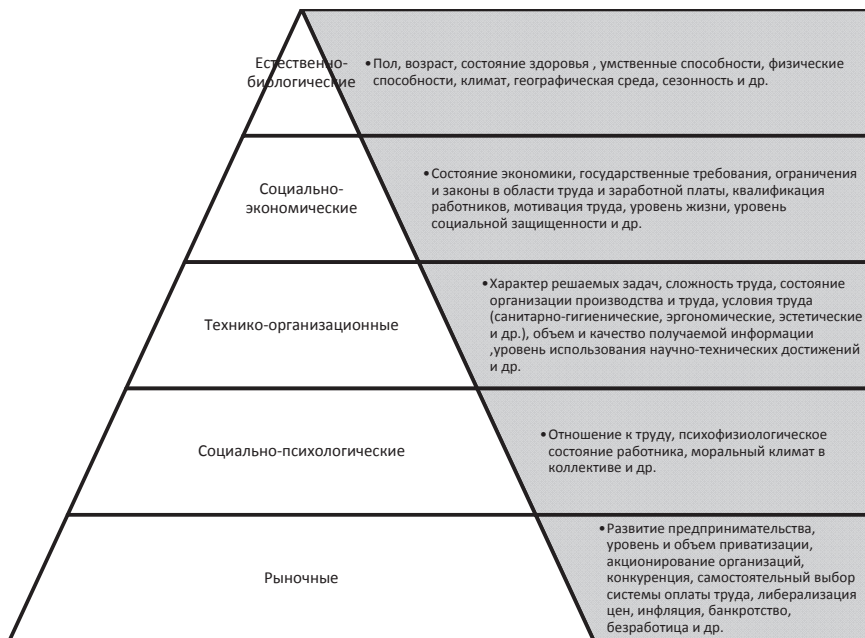 Естественно-
биологические
•Пол, возраст, состояние здоровья , умственные способности, физические
способности, климат, географическая среда, сезонность и др.
Социально-
экономические
•Состояние экономики, государственные требования, ограничения
и законы в области труда и заработной платы, квалификация
работников, мотивация труда, уровень жизни, уровень
социальной защищенности и др.
Технико-организационные
•Характер решаемых задач, сложность труда, состояние
организации производства и труда, условия труда
(санитарно-гигиенические, эргономические, эстетические
и др.), объем и качество получаемой информации
,уровень использования научно-технических достижений
и др.
Социально-психологические
•Отношение к труду, психофизиологическое
состояние работника, моральный климат в
коллективе и др.
Рыночные
•Развитие предпринимательства,
уровень и объем приватизации,
акционирование организаций,
конкуренция, самостоятельный выбор
системы оплаты труда, либерализация
цен, инфляция, банкротство,
безработица и др.